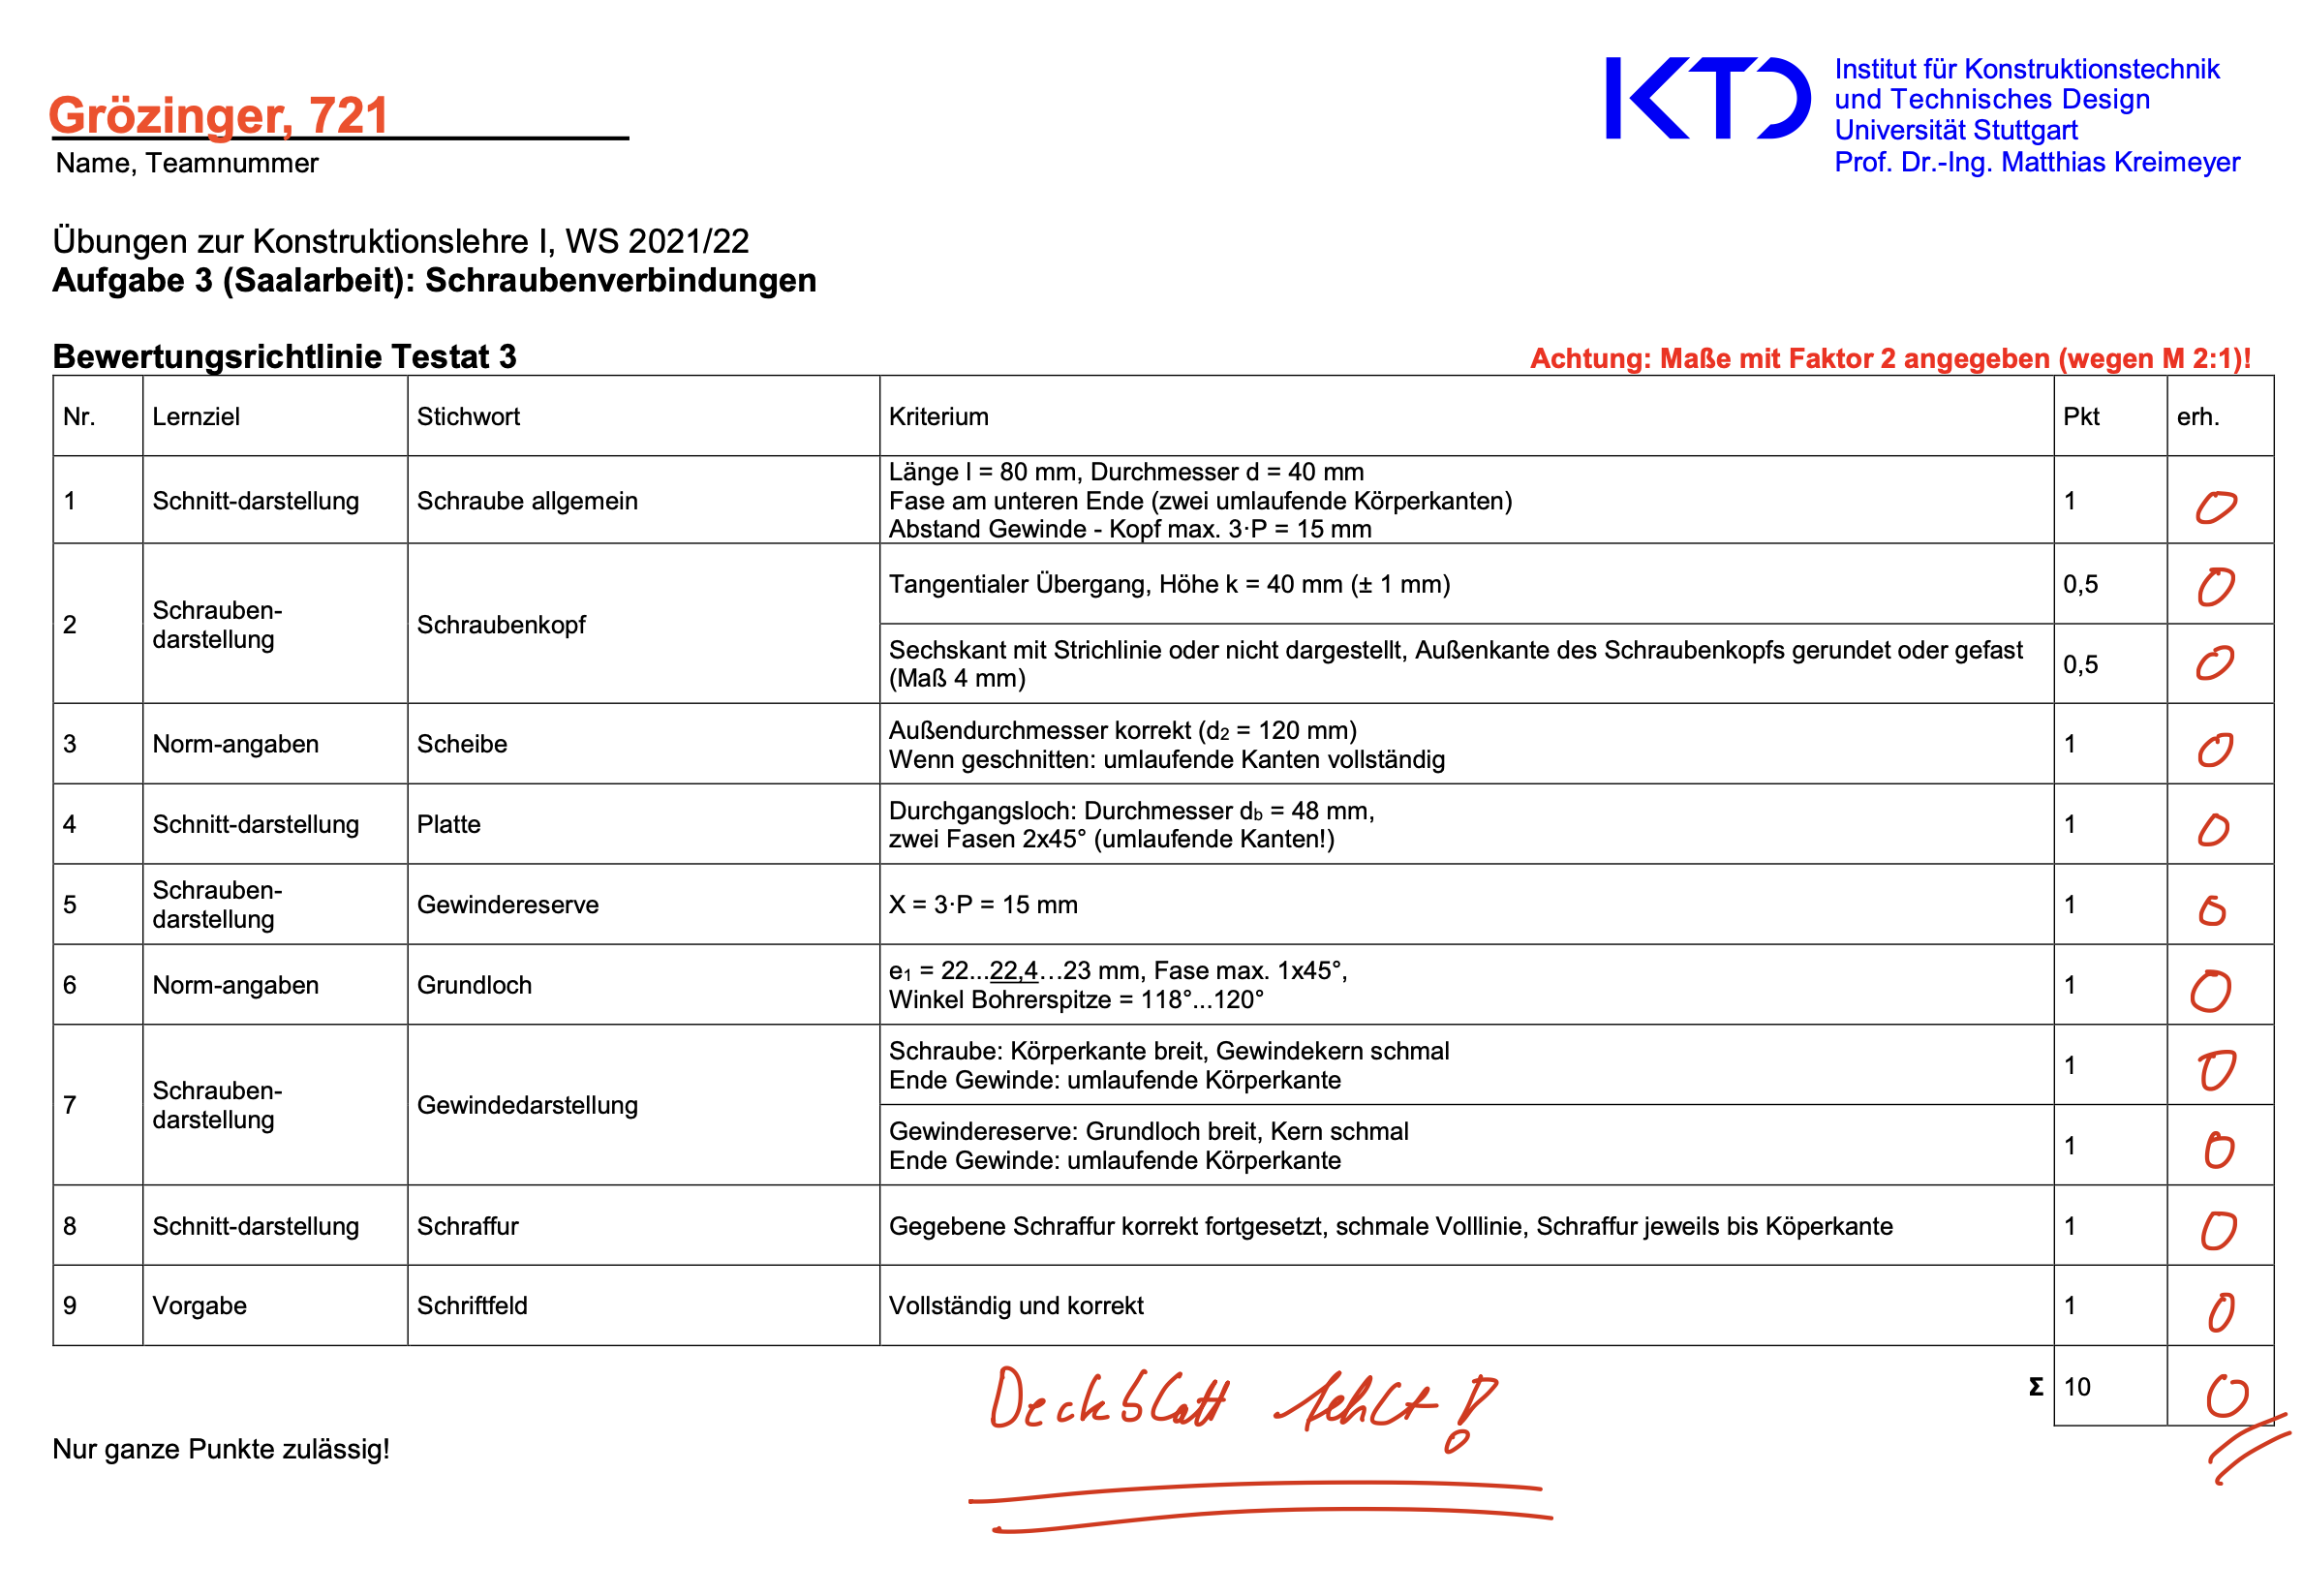 Grözinger, 721
Name, Teamnummer
KTD
Institut für Konstruktionstechnik
und Technisches Design
Universität Stuttgart
Prof. Dr.-Ing. Matthias Kreimeyer
Übungen zur Konstruktionslehre I, WS 2021/22
Aufgabe 3 (Saalarbeit): Schraubenverbindungen
Bewertungsrichtlinie Testat 3
Achtung: Maße mit Faktor 2 angegeben (wegen M 2:1)!
Nr. Lernziel Stichwort Kriterium Pkt erh.
1 Schnitt-darstellung Schraube allgemein Länge l = 80 mm, Durchmesser d = 40 mm
Fase am unteren Ende (zwei umlaufende Körperkanten)
Abstand Gewinde - Kopf max. 3·P = 15 mm 1 0
2 Schrauben-
darstellung Schraubenkopf Tangentialer Übergang, Höhe k = 40 mm (± 1 mm) 0,5 0
Sechskant mit Strichlinie oder nicht dargestellt, Außenkante des Schraubenkopfs gerundet oder gefast
(Maß 4 mm) 0,5 0
3 Norm-angaben Scheibe Außendurchmesser korrekt (d2 = 120 mm)
Wenn geschnitten: umlaufende Kanten vollständig 1 0
4 Schnitt-darstellung Platte Durchgangsloch: Durchmesser db = 48 mm,
zwei Fasen 2x45° (umlaufende Kanten!) 1 0
5 Schrauben-
darstellung Gewindereserve X = 3·P = 15 mm 1 0
6 Norm-angaben Grundloch e1 = 22...22,4…23 mm, Fase max. 1x45°,
Winkel Bohrerspitze = 118°...120° 1 0
7 Schrauben-
darstellung Gewindedarstellung Schraube: Körperkante breit, Gewindekern schmal
Ende Gewinde: umlaufende Körperkante 1 0
Gewindereserve: Grundloch breit, Kern schmal
Ende Gewinde: umlaufende Körperkante 1 0
8 Schnitt-darstellung Schraffur Gegebene Schraffur korrekt fortgesetzt, schmale Volllinie, Schraffur jeweils bis Köperkante 1 0
9 Vorgabe Schriftfeld Vollständig und korrekt 1 0
Σ 10 0
Deckblatt fehlt!
Nur ganze Punkte zulässig!